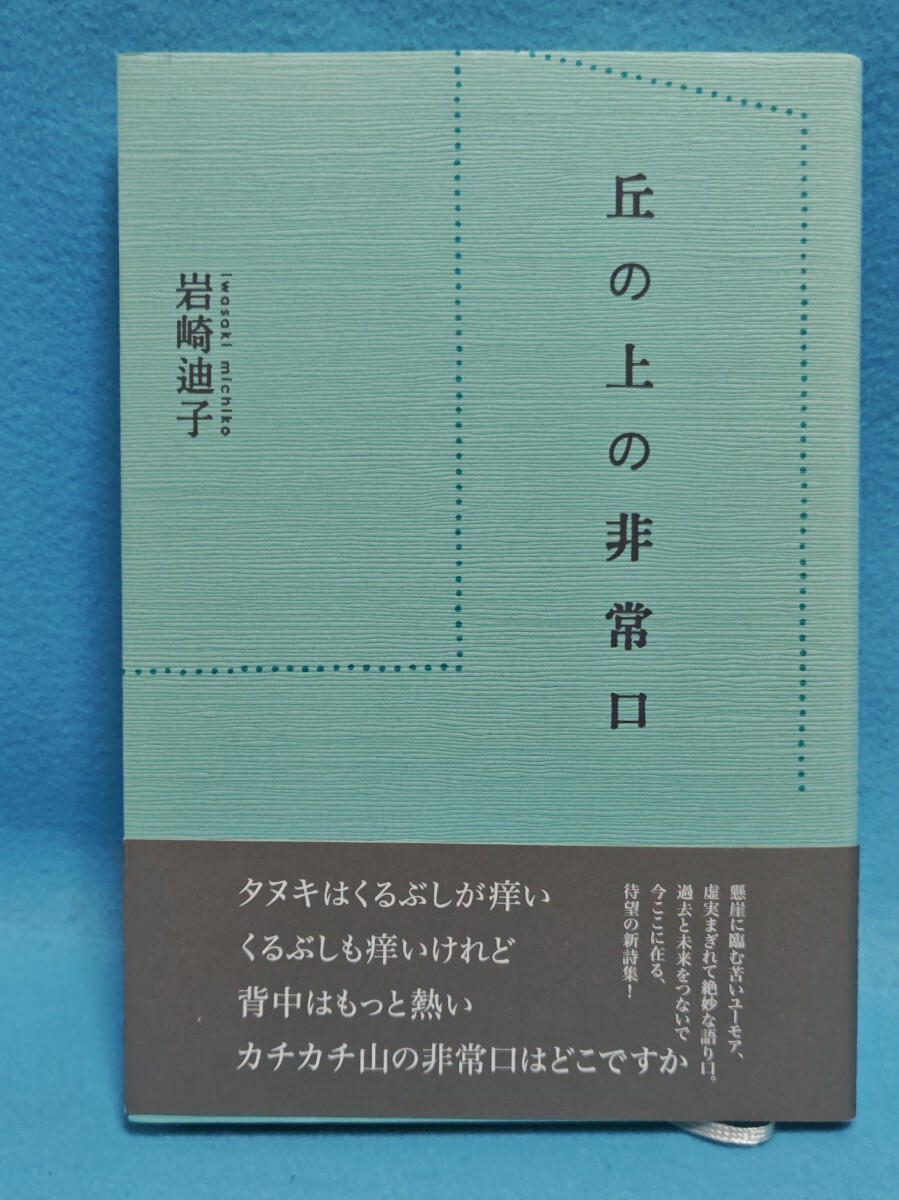 丘の上の非常口
岩崎迪子
Iwasaki michiko
懸崖に臨む苦いユーモア、
虚実まぎれて絶妙な語り口。
過去と未来をつないで
今ここに在る、
待望の新詩集！
タヌキはくるぶしが痒い
くるぶしも痒いけれど
背中はもっと熱い
カチカチ山の非常口はどこですか